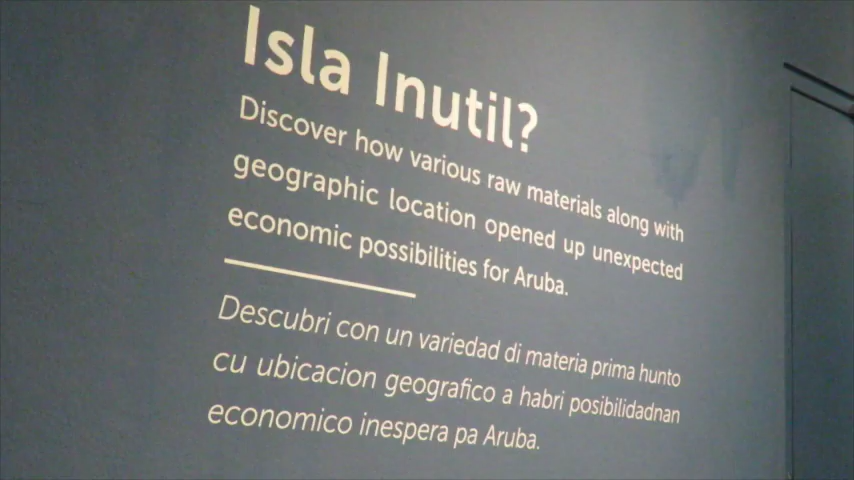 Isla Inutil?
Discover how various raw materials along with
geographic location opened up unexpected
economic possibilities for Aruba.
Descubri con un variedad di materia prima hunto
cu ubicacion geografico a habri posibilidadnan
economico inespera pa Aruba.